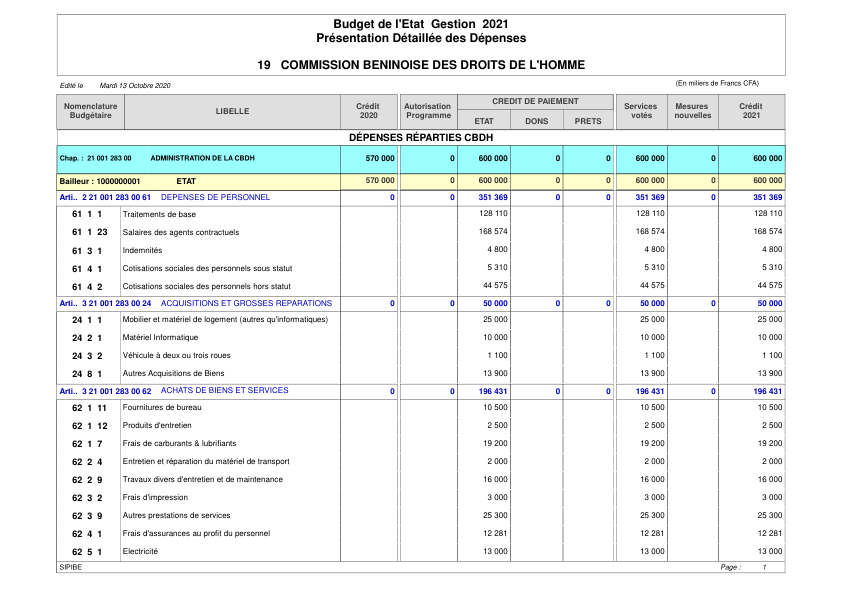 Budget de l'Etat Gestion 2021
Présentation Détaillée des Dépenses
19 COMMISSION BENINOISE DES DROITS DE L'HOMME
Edité le Mardi 13 Octobre 2020 (En miliers de Francs CFA)
Nomenclature Budgétaire LIBELLE Crédit 2020 Autorisation Programme CREDIT DE PAIEMENT ETAT DONS PRETS Services votés Mesures nouvelles Crédit 2021
DÉPENSES RÉPARTIES CBDH
Chap. : 21 001 283 00 ADMINISTRATION DE LA CBDH 570 000 0 600 000 0 0 600 000 0 600 000
Bailleur : 1000000001 ETAT 570 000 0 600 000 0 0 600 000 0 600 000
Arti.. 2 21 001 283 00 61 DEPENSES DE PERSONNEL 0 0 351 369 0 0 351 369 0 351 369
61 1 1 Traitements de base 128 110 128 110 128 110
61 1 23 Salaires des agents contractuels 168 574 168 574 168 574
61 3 1 Indemnités 4 800 4 800 4 800
61 4 1 Cotisations sociales des personnels sous statut 5 310 5 310 5 310
61 4 2 Cotisations sociales des personnels hors statut 44 575 44 575 44 575
Arti.. 3 21 001 283 00 24 ACQUISITIONS ET GROSSES REPARATIONS 0 0 50 000 0 0 50 000 0 50 000
24 1 1 Mobilier et matériel de logement (autres qu'informatiques) 25 000 25 000 25 000
24 2 1 Matériel Informatique 10 000 10 000 10 000
24 3 2 Véhicule à deux ou trois roues 1 100 1 100 1 100
24 8 1 Autres Acquisitions de Biens 13 900 13 900 13 900
Arti.. 3 21 001 283 00 62 ACHATS DE BIENS ET SERVICES 0 0 196 431 0 0 196 431 0 196 431
62 1 11 Fournitures de bureau 10 500 10 500 10 500
62 1 12 Produits d'entretien 2 500 2 500 2 500
62 1 7 Frais de carburants & lubrifiants 19 200 19 200 19 200
62 2 4 Entretien et réparation du matériel de transport 2 000 2 000 2 000
62 2 9 Travaux divers d'entretien et de maintenance 16 000 16 000 16 000
62 3 2 Frais d'impression 3 000 3 000 3 000
62 3 9 Autres prestations de services 25 300 25 300 25 300
62 4 1 Frais d'assurances au profit du personnel 12 281 12 281 12 281
62 5 1 Electricité 13 000 13 000 13 000
SIPIBE Page : 1